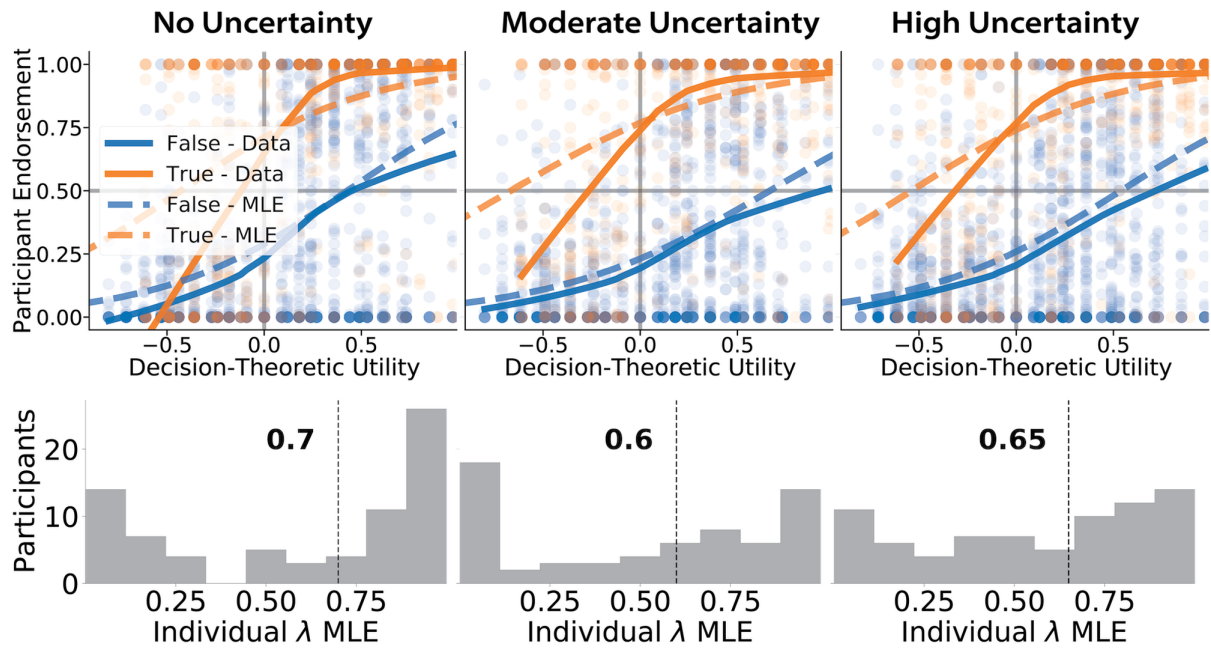 No Uncertainty Moderate Uncertainty High Uncertainty
Participant Endorsement
1.00
0.75
0.50
0.25
0.00
False - Data
True - Data
False - MLE
True - MLE
−0.5 0.0 0.5 −0.5 0.0 0.5 −0.5 0.0 0.5
Decision-Theoretic Utility Decision-Theoretic Utility Decision-Theoretic Utility
Participants
20
10
0
0.7 0.6 0.65
0.25 0.50 0.75 0.25 0.50 0.75 0.25 0.50 0.75
Individual λ MLE Individual λ MLE Individual λ MLE